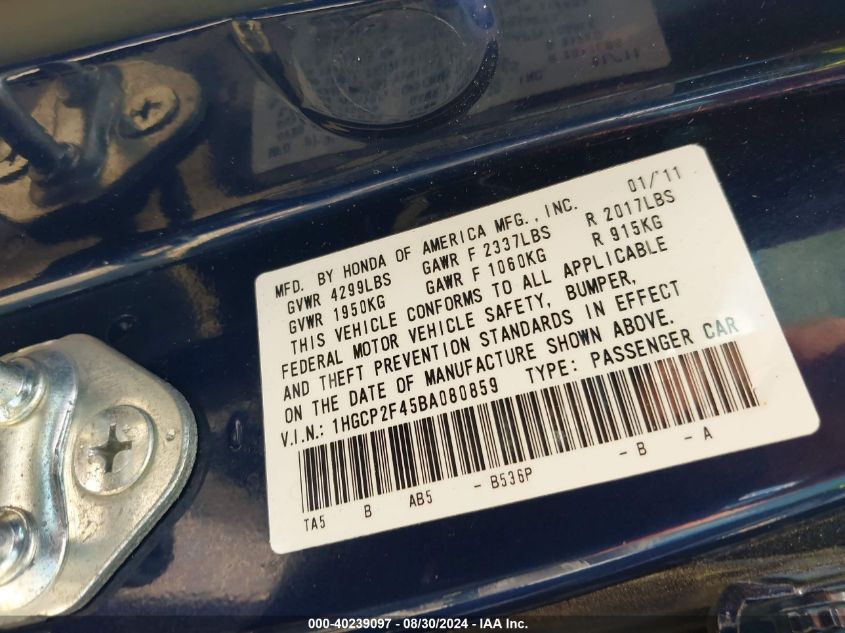 MFD. BY HONDA OF AMERICA MFG., INC. 01/'11
GVWR 4299LBS GAWR F 2337LBS R 2017LBS
GVWR 1950KG GAWR F 1060KG R 915KG
THIS VEHICLE CONFORMS TO ALL APPLICABLE
FEDERAL MOTOR VEHICLE SAFETY, BUMPER,
AND THEFT PREVENTION STANDARDS IN EFFECT
ON THE DATE OF MANUFACTURE SHOWN ABOVE.
V.I.N.: 1HGCP2F45BA080859 TYPE: PASSENGER CAR
TA5 B AB5 - B536P - B - A
000-40239097 - 08/30/2024 - IAA Inc.